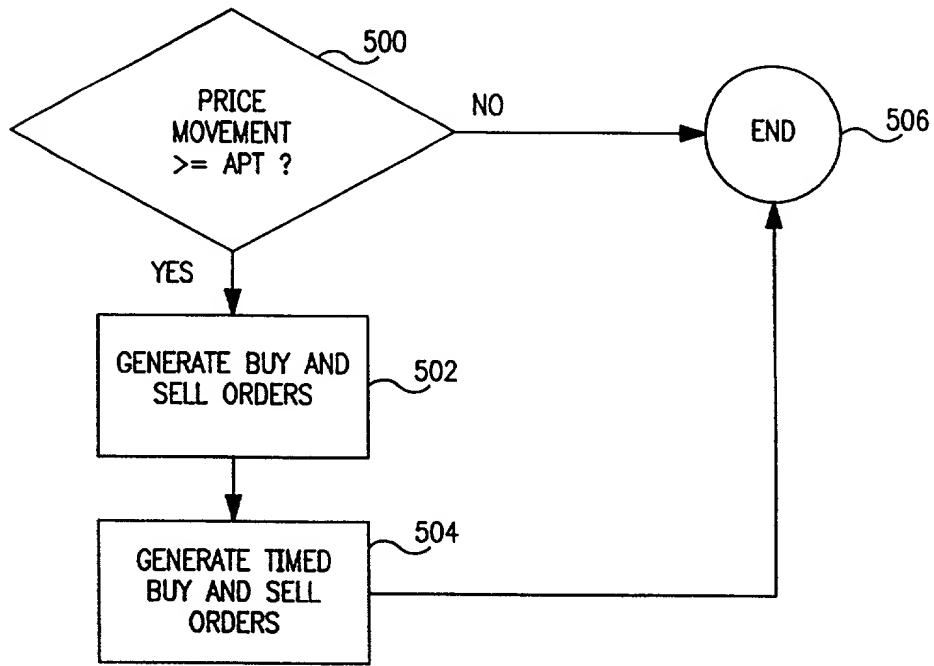 500
PRICE
MOVEMENT
>= APT ?
NO
END
506
YES
GENERATE BUY AND
SELL ORDERS
502
504
GENERATE TIMED
BUY AND SELL
ORDERS